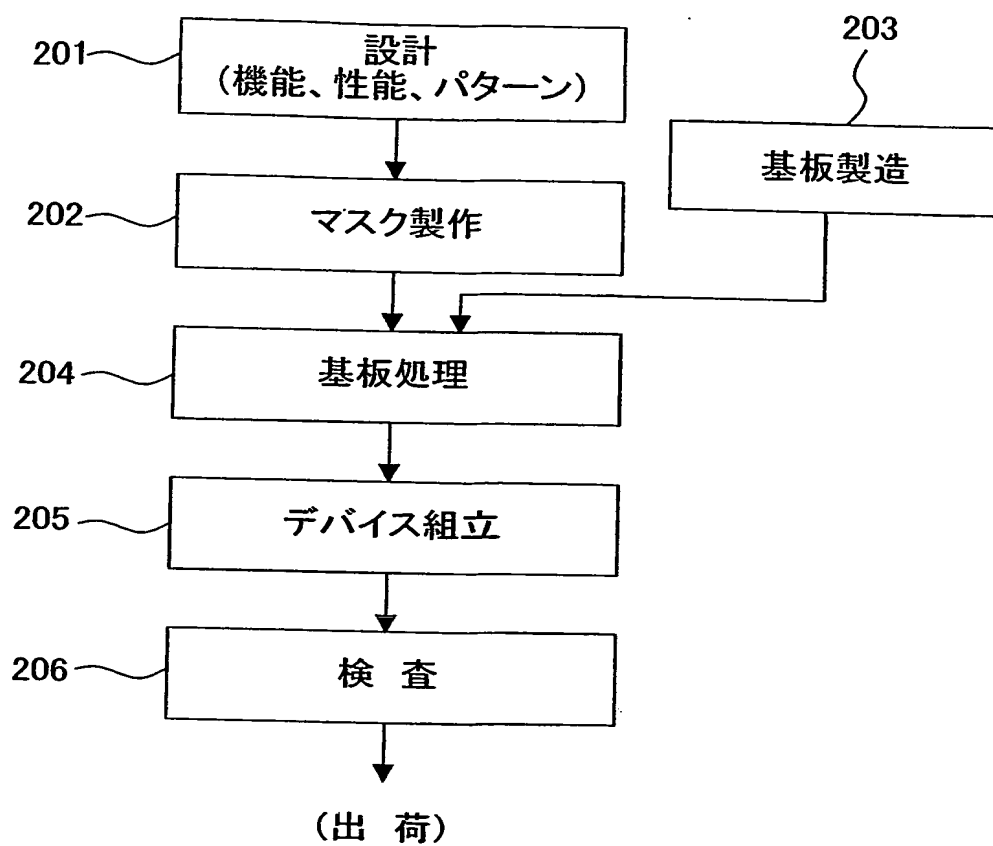 201
設計
(機能、性能、パターン)
203
基板製造
202
マスク製作
204
基板処理
205
デバイス組立
206
検 査
(出 荷)